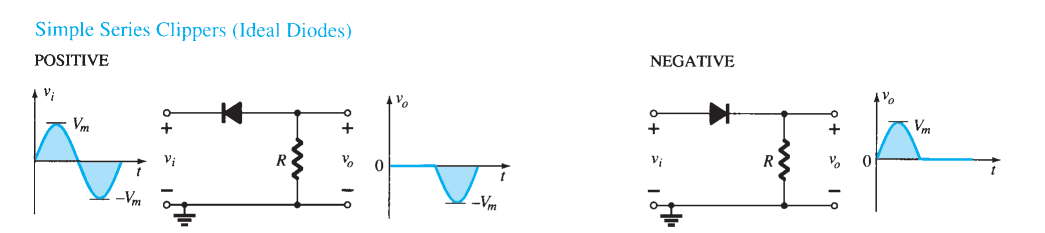 Simple Series Clippers (Ideal Diodes)
POSITIVE
NEGATIVE
vi
Vm
t
–Vm
+
vi
–
R
+
vo
–
vo
0
t
–Vm
+
vi
–
R
+
vo
–
vo
Vm
0
t